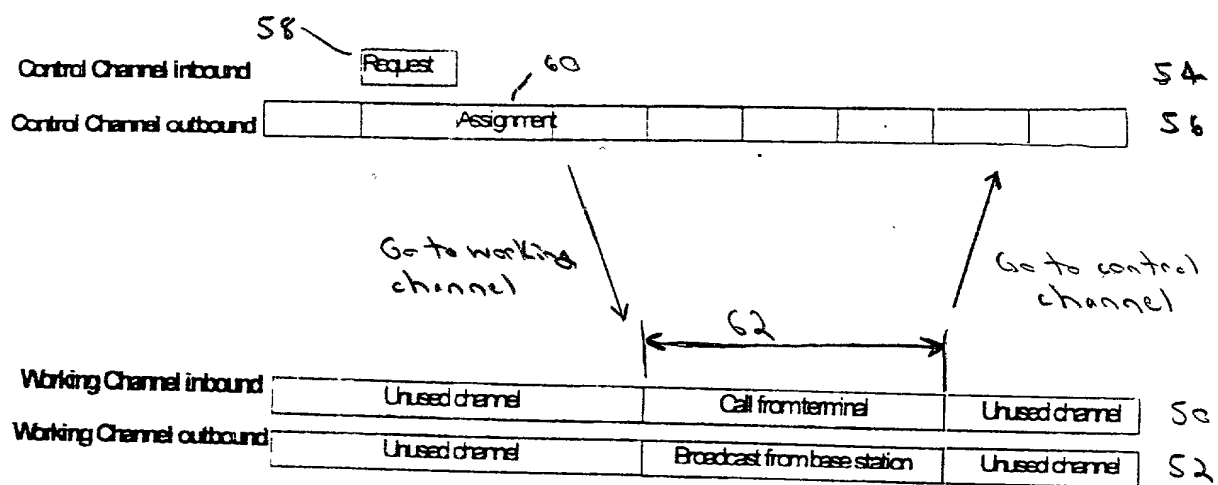 58
Control Channel inbound
Request
60
54
Control Channel outbound
Assignment
56
Go to working
channel
Go to control
channel
62
Working Channel inbound
Unused channel
Call from terminal
Unused channel
50
Working Channel outbound
Unused channel
Broadcast from base station
Unused channel
52